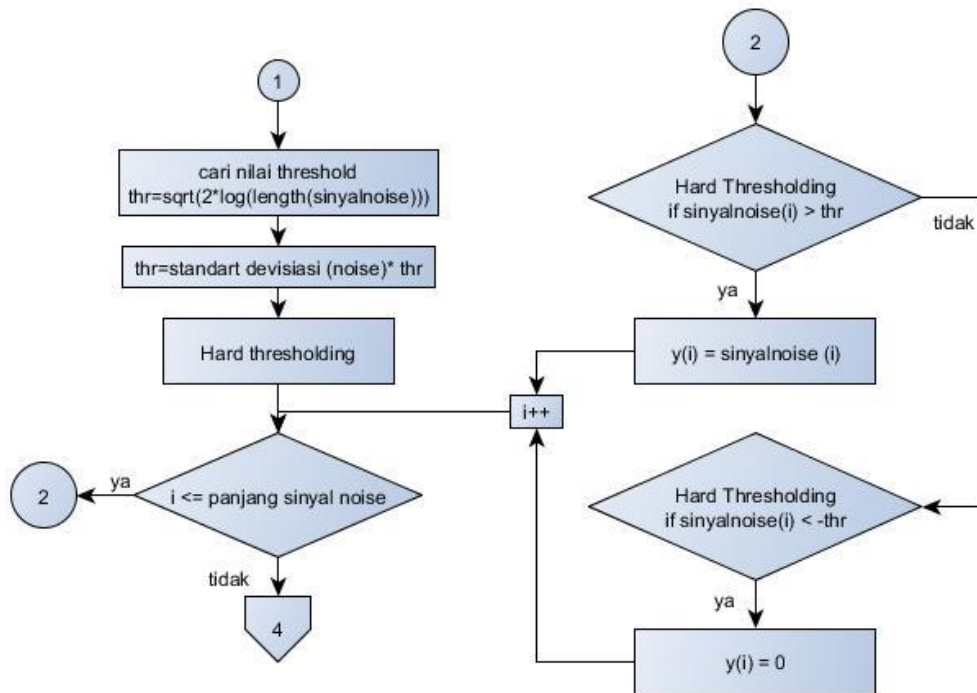 1
cari nilai threshold
thr=sqrt(2*log(length(sinyalnoise)))
thr=standart devisiasi (noise)* thr
Hard thresholding
i <= panjang sinyal noise
ya
2
tidak
4
2
Hard Thresholding
if sinyalnoise(i) > thr
tidak
ya
y(i) = sinyalnoise (i)
i++
Hard Thresholding
if sinyalnoise(i) < -thr
ya
y(i) = 0